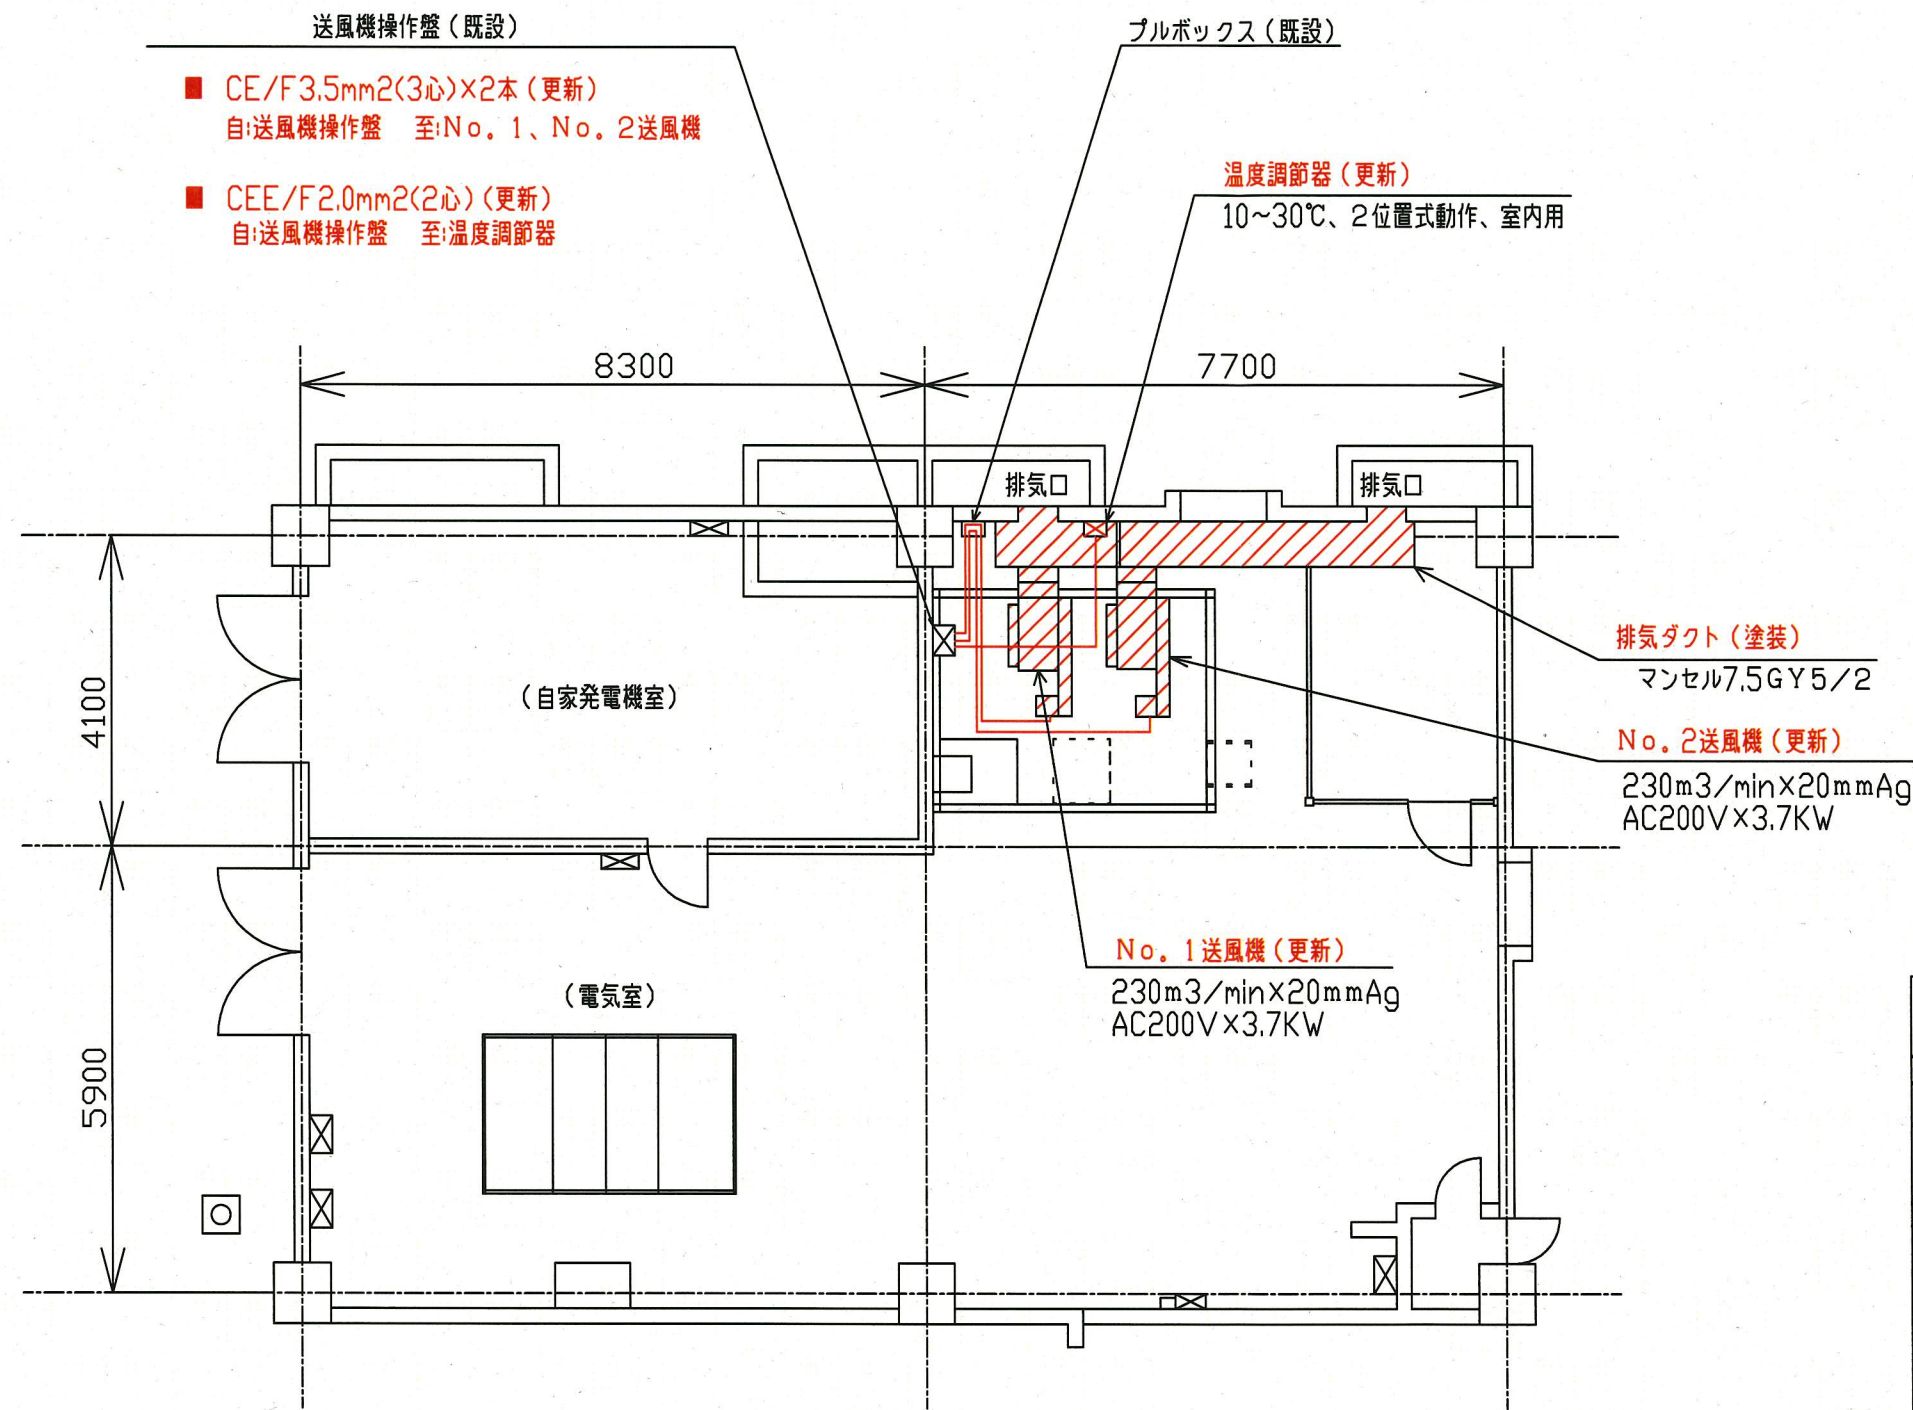 送風機操作盤（既設）
プルボックス（既設）
■ CE/F3.5mm2(3心)×2本（更新）
自:送風機操作盤　至:No。1、No。2送風機
■ CEE/F2.0mm2(2心)（更新）
自:送風機操作盤　至:温度調節器
温度調節器（更新）
10~30℃、2位置式動作、室内用
8300
7700
排気口
排気口
4100
（自家発電機室）
排気ダクト（塗装）
マンセル7.5GY5/2
No。2送風機（更新）
230m3/min×20mmAg
AC200V×3.7KW
No。1送風機（更新）
230m3/min×20mmAg
AC200V×3.7KW
（電気室）
5900